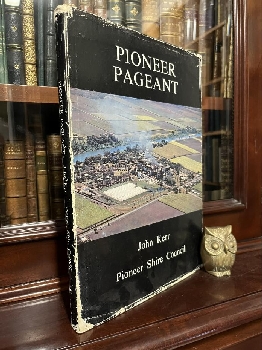 PIONEER
PAGEANT
John Kerr
Pioneer Shire Council